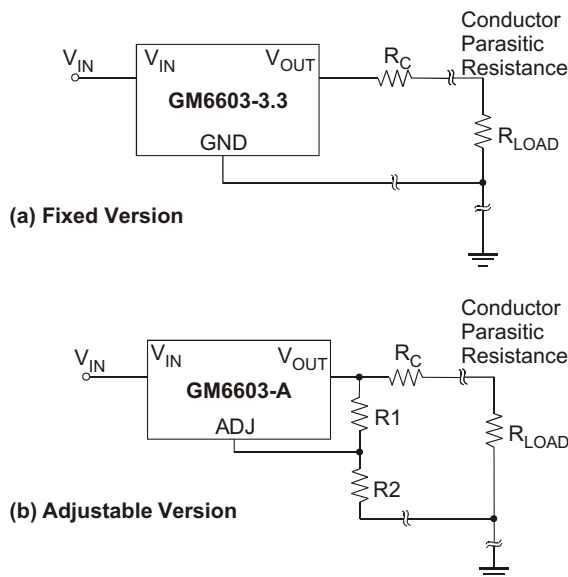 Conductor
Parasitic
Resistance
V_IN
V_IN
V_OUT
R_C
GM6603-3.3
GND
R_LOAD
(a) Fixed Version
Conductor
Parasitic
Resistance
V_IN
V_IN
V_OUT
R_C
GM6603-A
ADJ
R1
R_LOAD
R2
(b) Adjustable Version